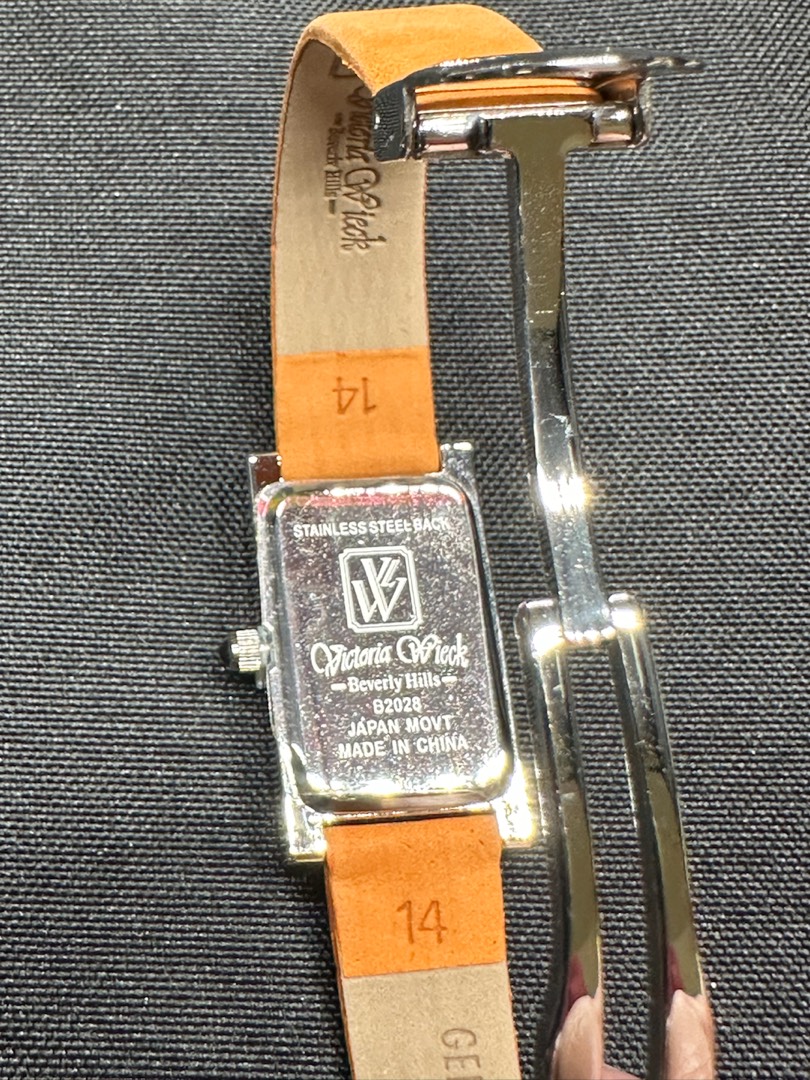 Victoria Wieck
Beverly Hills
14
STAINLESS STEEL BACK
VW
Victoria Wieck
Beverly Hills
B2028
JAPAN MOVT
MADE IN CHINA
14
GE